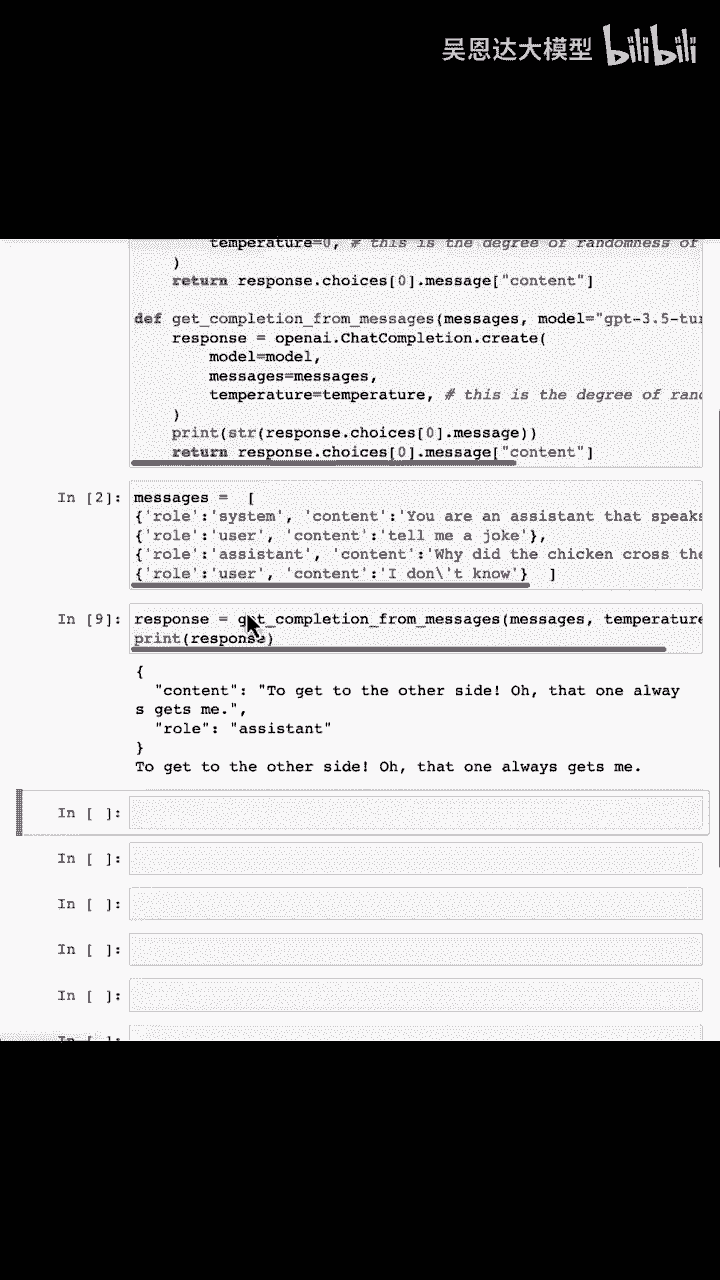 吴恩达大模型 bilibili
temperature=0, # this is the degree of randomness of
)
return response.choices[0].message["content"]
def get_completion_from_messages(messages, model="gpt-3.5-tu
response = openai.ChatCompletion.create(
model=model,
messages=messages,
temperature=temperature, # this is the degree of ran
)
print(str(response.choices[0].message))
return response.choices[0].message["content"]
In [2]: messages = [
{'role':'system', 'content':'You are an assistant that speaks
{'role':'user', 'content':'tell me a joke'},
{'role':'assistant', 'content':'Why did the chicken cross the
{'role':'user', 'content':'I don\'t know'} ]
In [9]: response = get_completion_from_messages(messages, temperature
print(response)
{
"content": "To get to the other side! Oh, that one alway
s gets me.",
"role": "assistant"
}
To get to the other side! Oh, that one always gets me.
In [ ]:
In [ ]:
In [ ]:
In [ ]:
In [ ]: